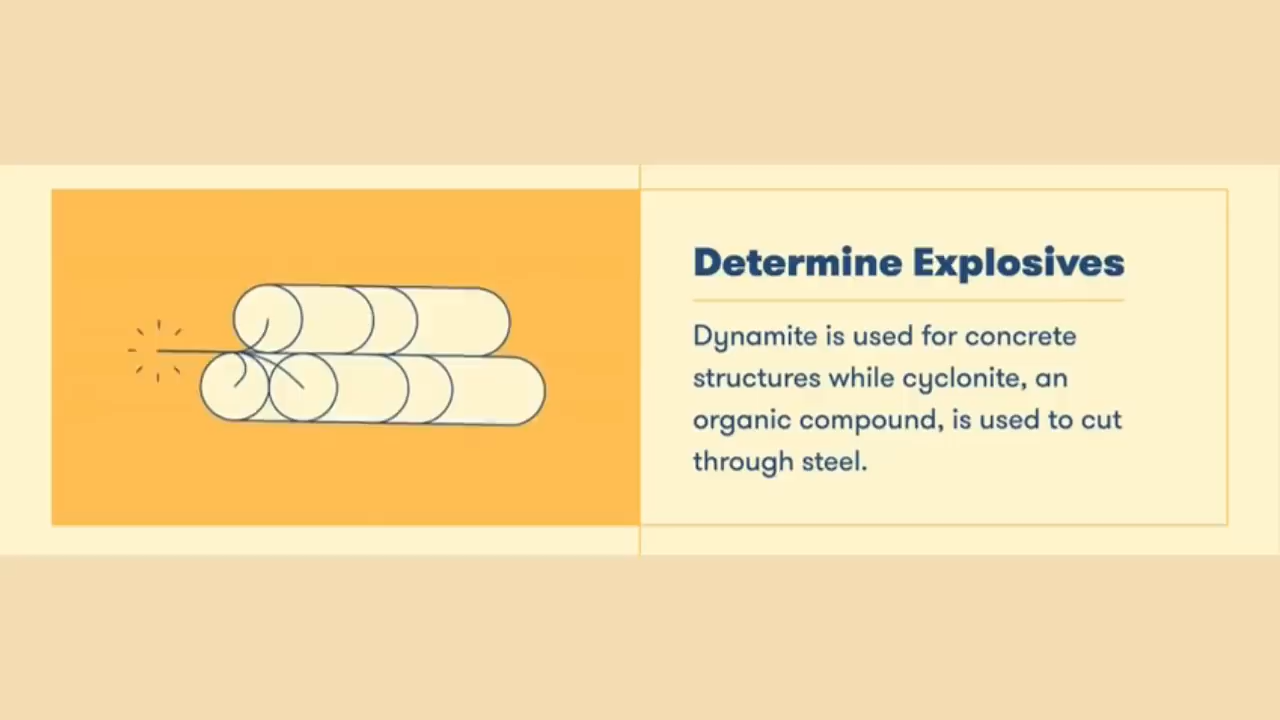 Determine Explosives
Dynamite is used for concrete
structures while cyclonite, an
organic compound, is used to cut
through steel.